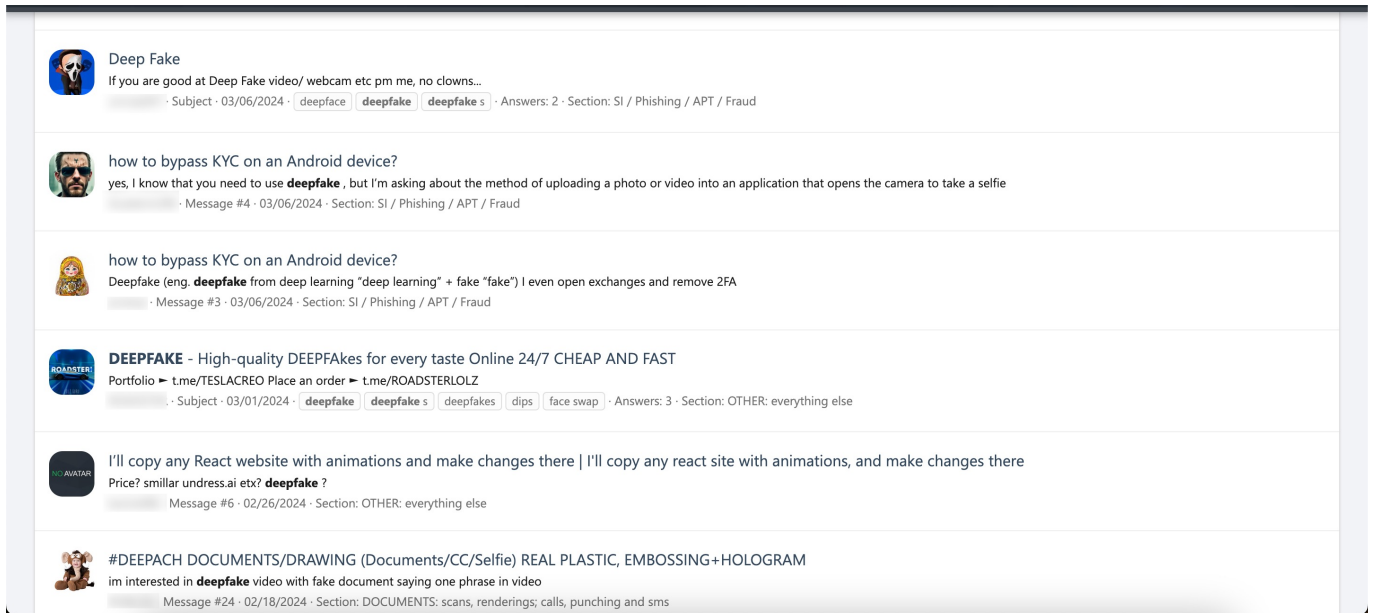 Deep Fake
If you are good at Deep Fake video/ webcam etc pm me, no clowns...
· Subject · 03/06/2024 · deepface deepfake deepfake s · Answers: 2 · Section: SI / Phishing / APT / Fraud
how to bypass KYC on an Android device?
yes, I know that you need to use deepfake , but I'm asking about the method of uploading a photo or video into an application that opens the camera to take a selfie
· Message #4 · 03/06/2024 · Section: SI / Phishing / APT / Fraud
how to bypass KYC on an Android device?
Deepfake (eng. deepfake from deep learning "deep learning" + fake "fake") I even open exchanges and remove 2FA
· Message #3 · 03/06/2024 · Section: SI / Phishing / APT / Fraud
ROADSTER!
DEEPFAKE - High-quality DEEPFAkes for every taste Online 24/7 CHEAP AND FAST
Portfolio ► t.me/TESLACREO Place an order ► t.me/ROADSTERLOLZ
. · Subject · 03/01/2024 · deepfake deepfake s deepfakes dips face swap · Answers: 3 · Section: OTHER: everything else
NO AVATAR
I'll copy any React website with animations and make changes there | I'll copy any react site with animations, and make changes there
Price? smillar undress.ai etx? deepfake ?
Message #6 · 02/26/2024 · Section: OTHER: everything else
#DEEPACH DOCUMENTS/DRAWING (Documents/CC/Selfie) REAL PLASTIC, EMBOSSING+HOLOGRAM
im interested in deepfake video with fake document saying one phrase in video
Message #24 · 02/18/2024 · Section: DOCUMENTS: scans, renderings; calls, punching and sms